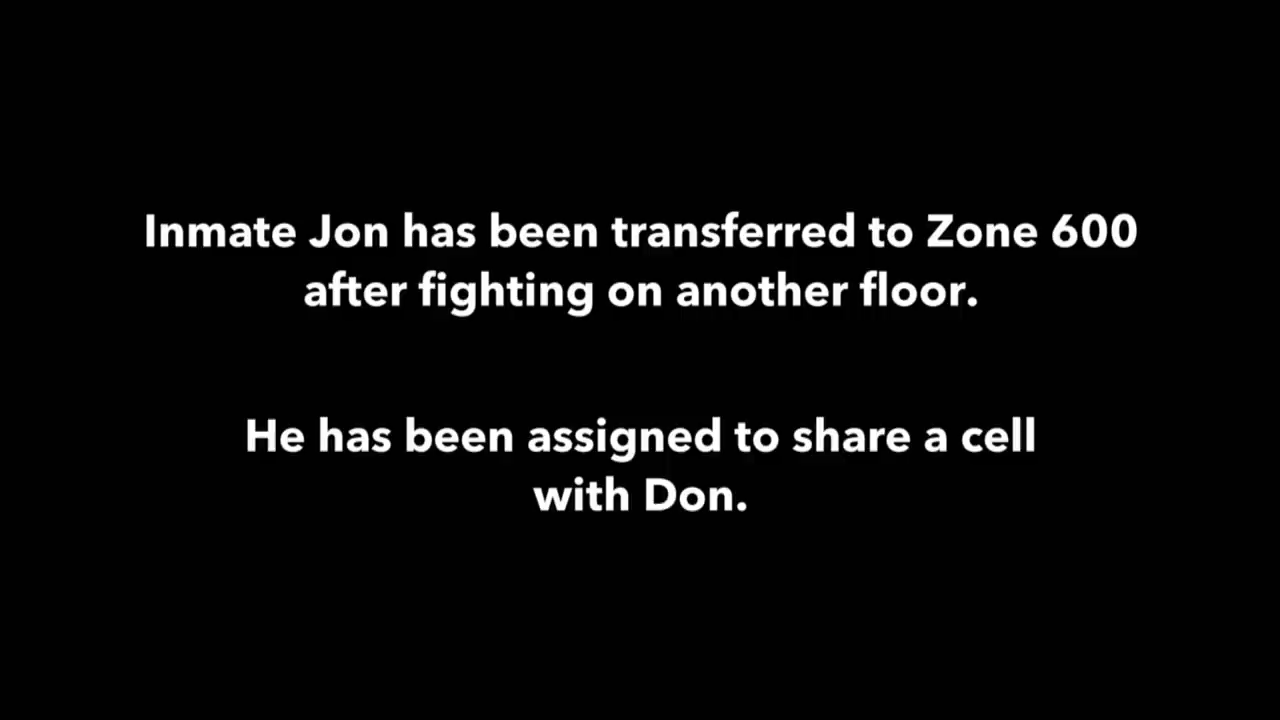 Inmate Jon has been transferred to Zone 600
after fighting on another floor.
He has been assigned to share a cell
with Don.